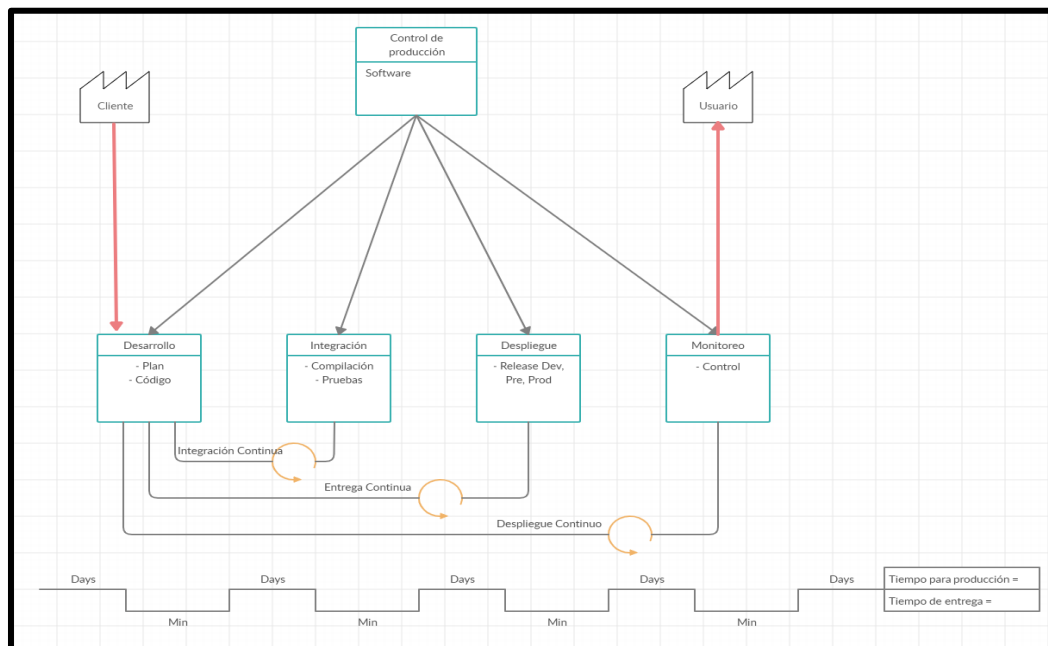 Control de
producción
Software
Cliente
Usuario
Desarrollo
- Plan
- Código
Integración
- Compilación
- Pruebas
Despliegue
- Release Dev,
Pre, Prod
Monitoreo
- Control
Integración Continua
Entrega Continua
Despliegue Continuo
Days
Days
Days
Days
Days
Min
Min
Min
Min
Tiempo para producción =
Tiempo de entrega =